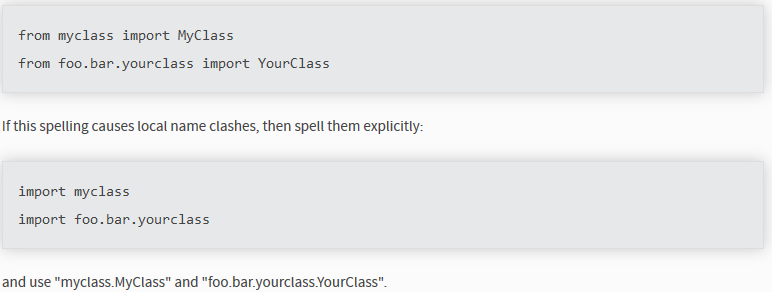 from myclass import MyClass
from foo.bar.yourclass import YourClass
If this spelling causes local name clashes, then spell them explicitly:
import myclass
import foo.bar.yourclass
and use "myclass.MyClass" and "foo.bar.yourclass.YourClass".